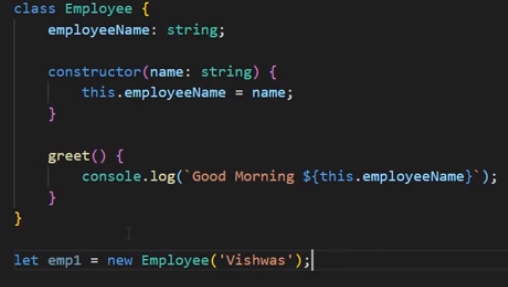 class Employee {
employeeName: string;
constructor(name: string) {
this.employeeName = name;
}
greet() {
console.log(`Good Morning ${this.employeeName}`);
}
}
let emp1 = new Employee('Vishwas');